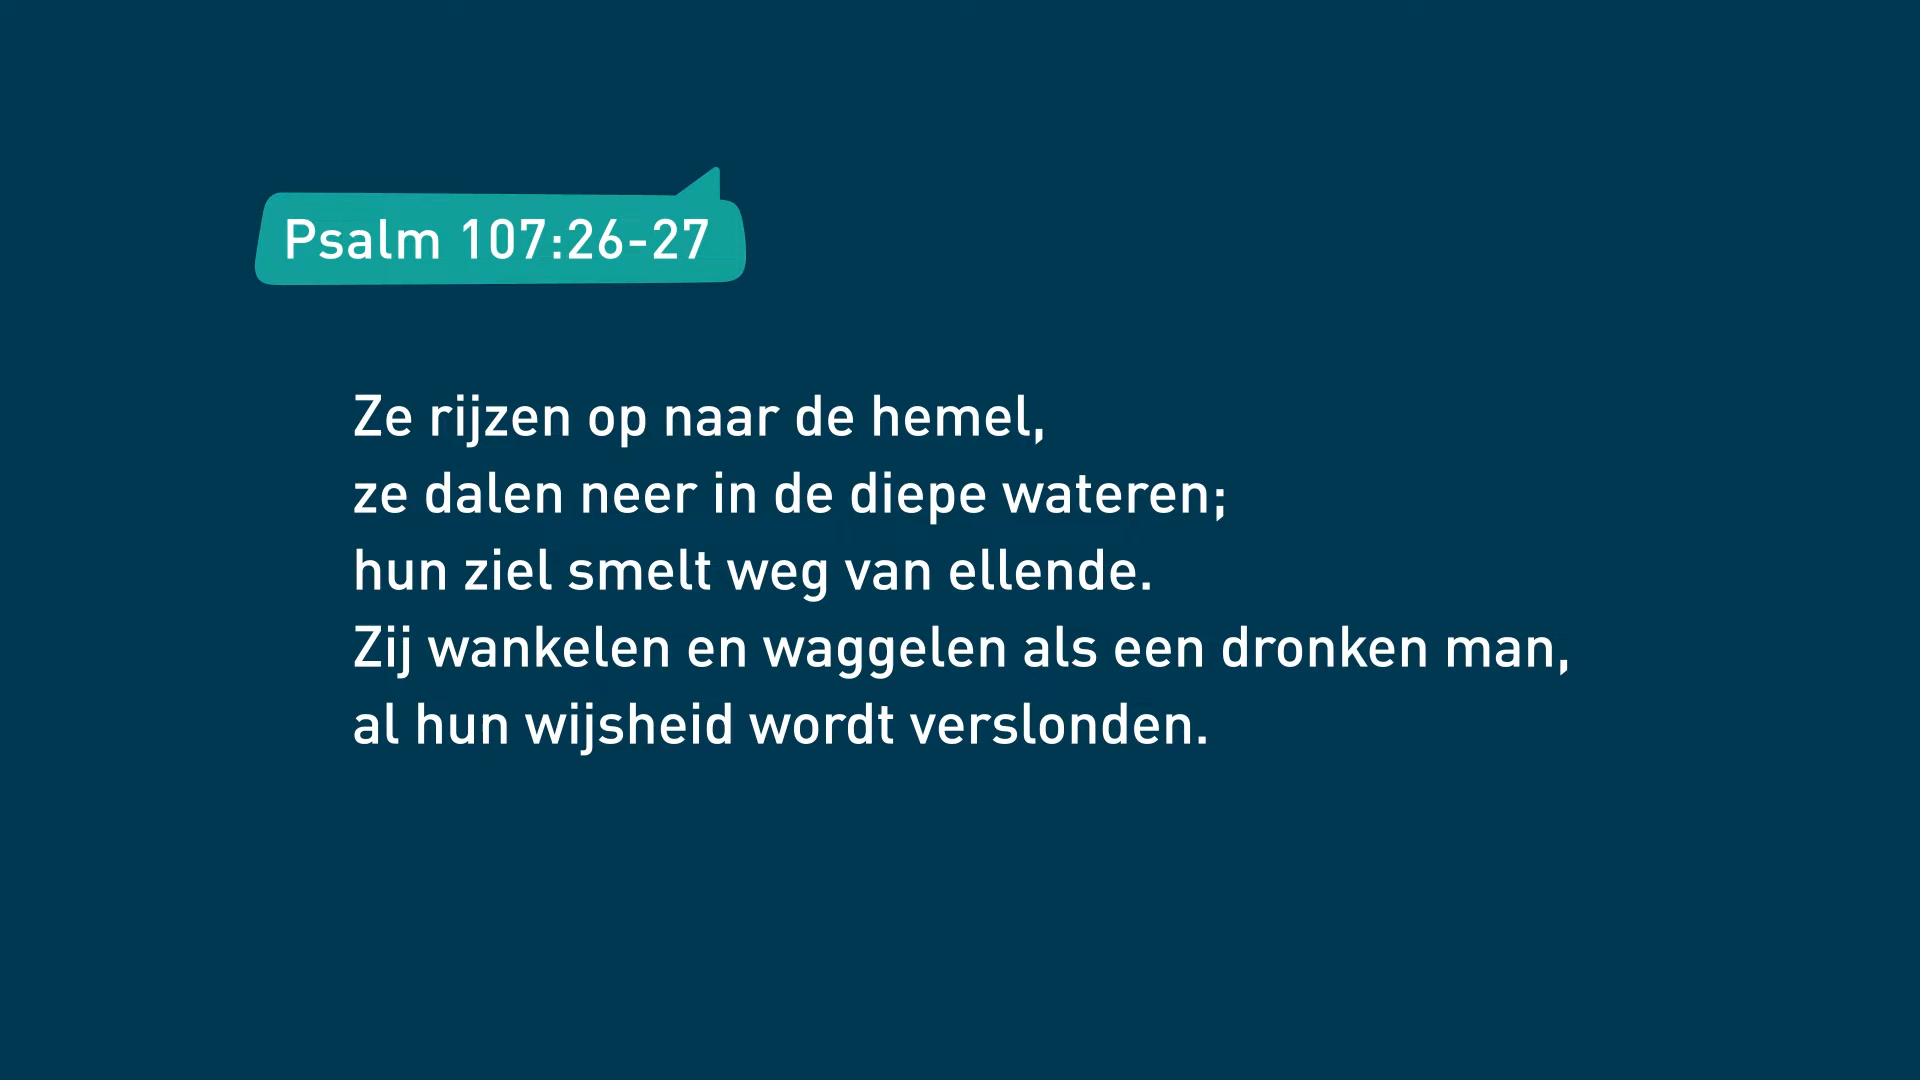 Psalm 107:26-27
Ze rijzen op naar de hemel,
ze dalen neer in de diepe wateren;
hun ziel smelt weg van ellende.
Zij wankelen en waggelen als een dronken man,
al hun wijsheid wordt verslonden.